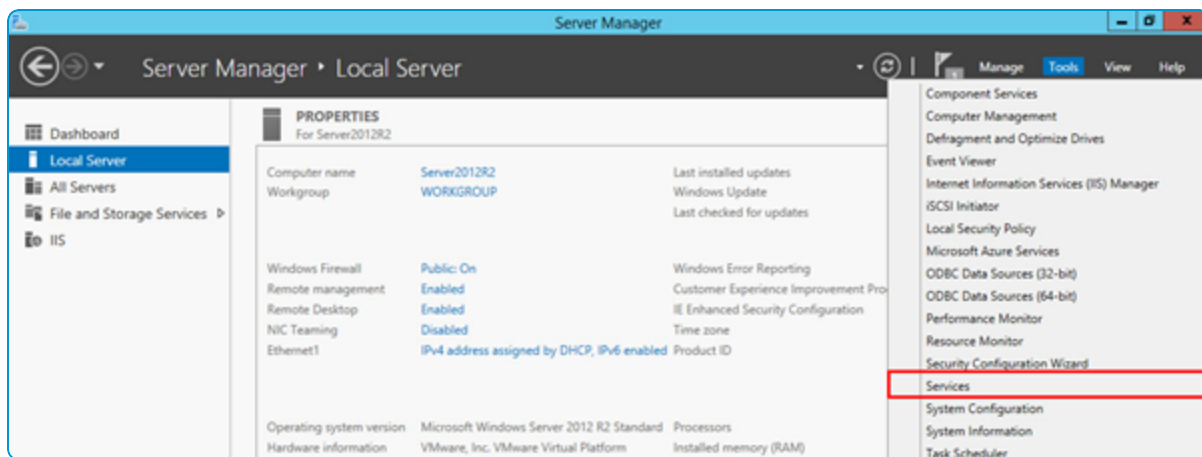 Server Manager
Server Manager ‣ Local Server
Manage Tools View Help
Dashboard
Local Server
All Servers
File and Storage Services
IIS
PROPERTIES
For Server2012R2
Computer name Server2012R2 Last installed updates
Workgroup WORKGROUP Windows Update
Last checked for updates
Windows Firewall Public: On Windows Error Reporting
Remote management Enabled Customer Experience Improvement Pro
Remote Desktop Enabled IE Enhanced Security Configuration
NIC Teaming Disabled Time zone
Ethernet1 IPv4 address assigned by DHCP, IPv6 enabled Product ID
Operating system version Microsoft Windows Server 2012 R2 Standard Processors
Hardware information VMware, Inc. VMware Virtual Platform Installed memory (RAM)
Component Services
Computer Management
Defragment and Optimize Drives
Event Viewer
Internet Information Services (IIS) Manager
iSCSI Initiator
Local Security Policy
Microsoft Azure Services
ODBC Data Sources (32-bit)
ODBC Data Sources (64-bit)
Performance Monitor
Resource Monitor
Security Configuration Wizard
Services
System Configuration
System Information
Task Scheduler